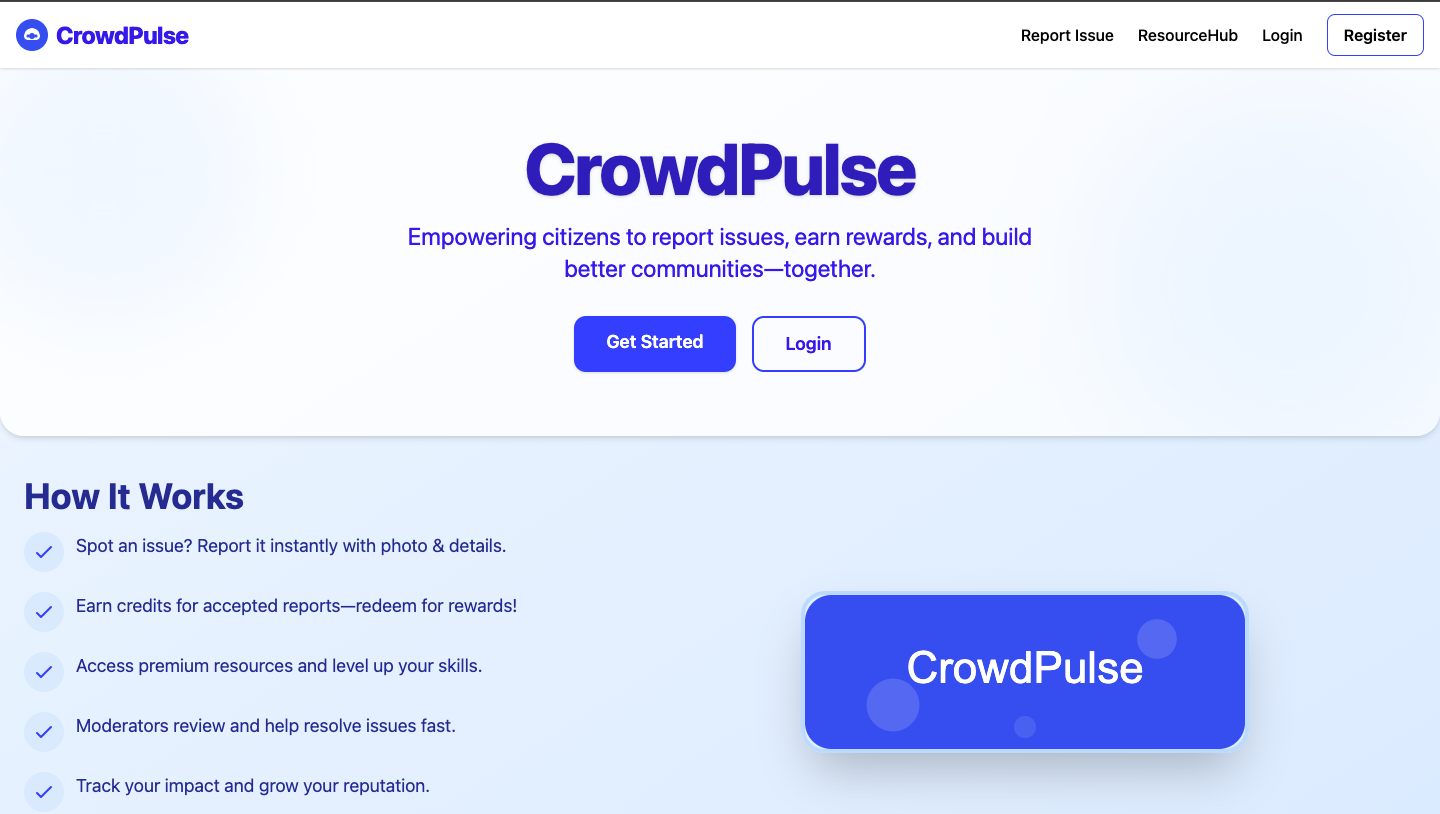 CrowdPulse
Report Issue
ResourceHub
Login
Register
CrowdPulse
Empowering citizens to report issues, earn rewards, and build
better communities—together.
Get Started
Login
How It Works
Spot an issue? Report it instantly with photo & details.
Earn credits for accepted reports—redeem for rewards!
Access premium resources and level up your skills.
Moderators review and help resolve issues fast.
Track your impact and grow your reputation.
CrowdPulse